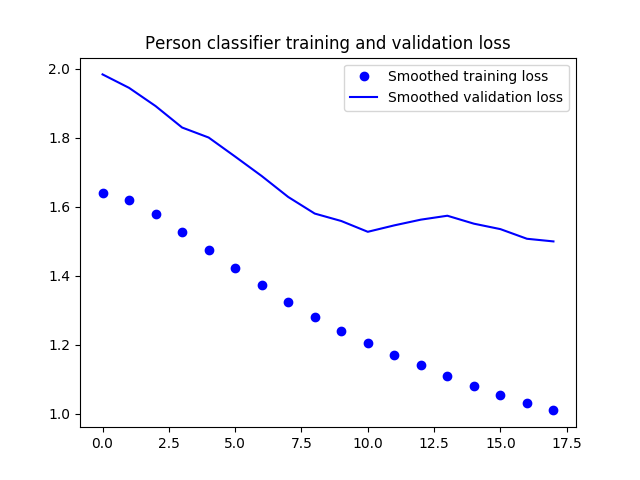 Person classifier training and validation loss
Smoothed training loss
Smoothed validation loss
2.0
1.8
1.6
1.4
1.2
1.0
0.0 2.5 5.0 7.5 10.0 12.5 15.0 17.5